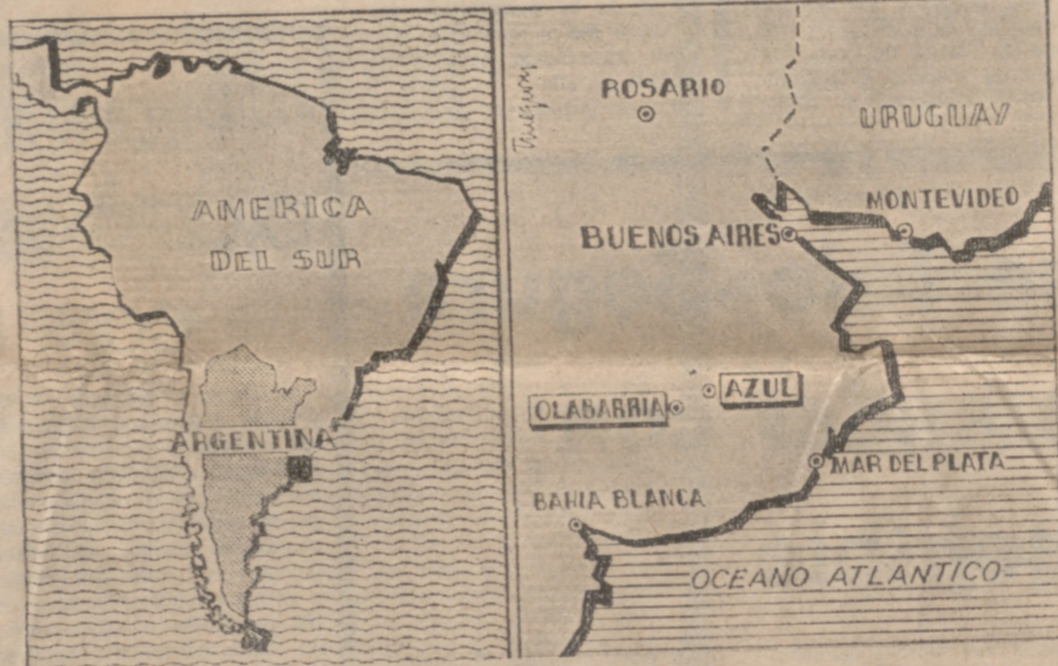 AMERICA
DEL SUR
ARGENTINA
ROSARIO
URUGUAY
MONTEVIDEO
BUENOS AIRES
AZUL
OLABARRIA
MAR DEL PLATA
BAHIA BLANCA
OCEANO ATLANTICO